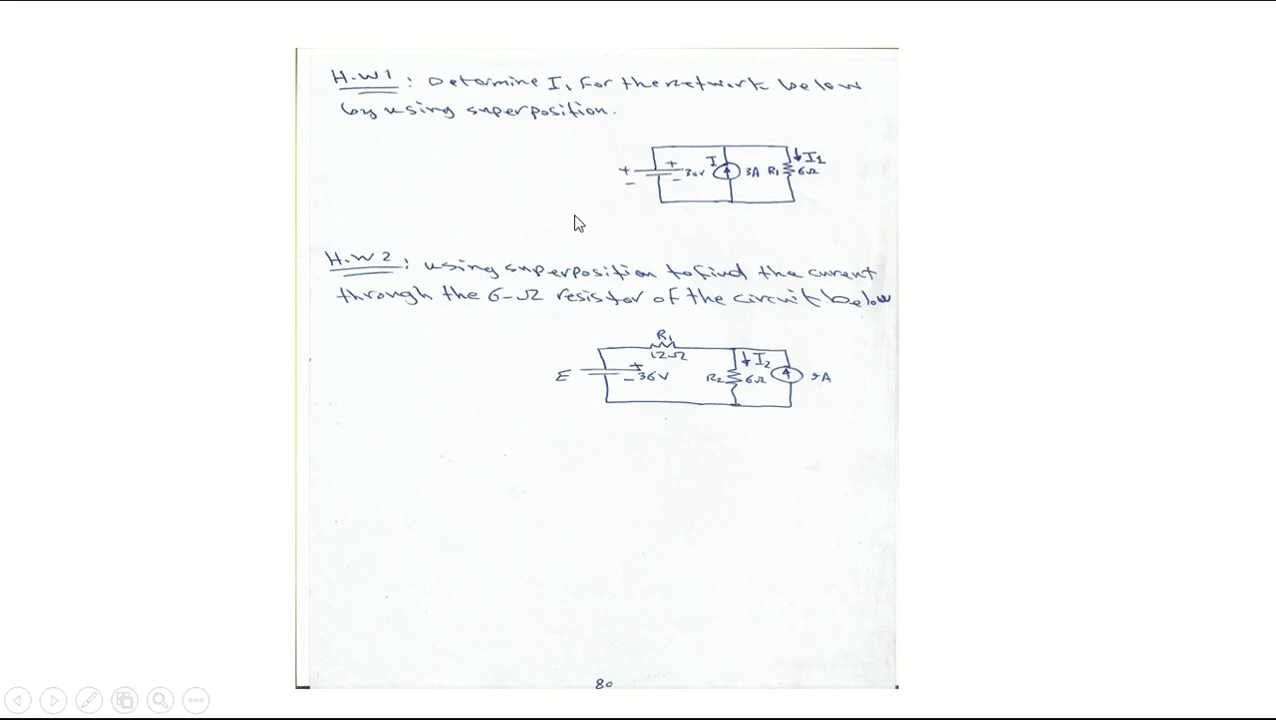 H.W1 : Determine I1 for the network below
by using superposition.
+ - + - 30V I 3A R1 I1 6Ω
H.W2 : using superposition to find the current
through the 6-Ω resistor of the circuit below
R1
12Ω
E + - 36V R2 I2 6Ω A
80